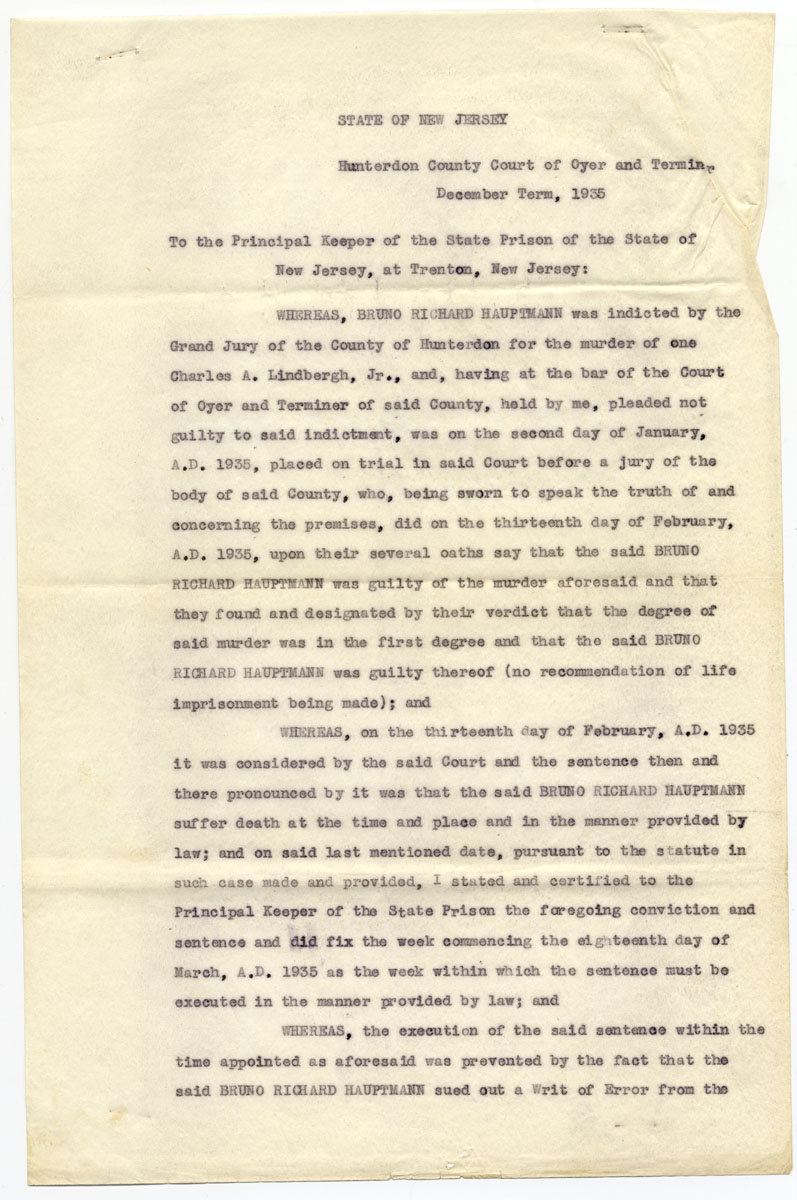 STATE OF NEW JERSEY
Hunterdon County Court of Oyer and Terminr
December Term, 1935
To the Principal Keeper of the State Prison of the State of
New Jersey, at Trenton, New Jersey:
WHEREAS, BRUNO RICHARD HAUPTMANN was indicted by the
Grand Jury of the County of Hunterdon for the murder of one
Charles A. Lindbergh, Jr., and, having at the bar of the Court
of Oyer and Terminer of said County, held by me, pleaded not
guilty to said indictment, was on the second day of January,
A.D. 1935, placed on trial in said Court before a jury of the
body of said County, who, being sworn to speak the truth of and
concerning the premises, did on the thirteenth day of February,
A.D. 1935, upon their several oaths say that the said BRUNO
RICHARD HAUPTMANN was guilty of the murder aforesaid and that
they found and designated by their verdict that the degree of
said murder was in the first degree and that the said BRUNO
RICHARD HAUPTMANN was guilty thereof (no recommendation of life
imprisonment being made); and
WHEREAS, on the thirteenth day of February, A.D. 1935
it was considered by the said Court and the sentence then and
there pronounced by it was that the said BRUNO RICHARD HAUPTMANN
suffer death at the time and place and in the manner provided by
law; and on said last mentioned date, pursuant to the statute in
such case made and provided, I stated and certified to the
Principal Keeper of the State Prison the foregoing conviction and
sentence and did fix the week commencing the eighteenth day of
March, A.D. 1935 as the week within which the sentence must be
executed in the manner provided by law; and
WHEREAS, the execution of the said sentence within the
time appointed as aforesaid was prevented by the fact that the
said BRUNO RICHARD HAUPTMANN sued out a Writ of Error from the